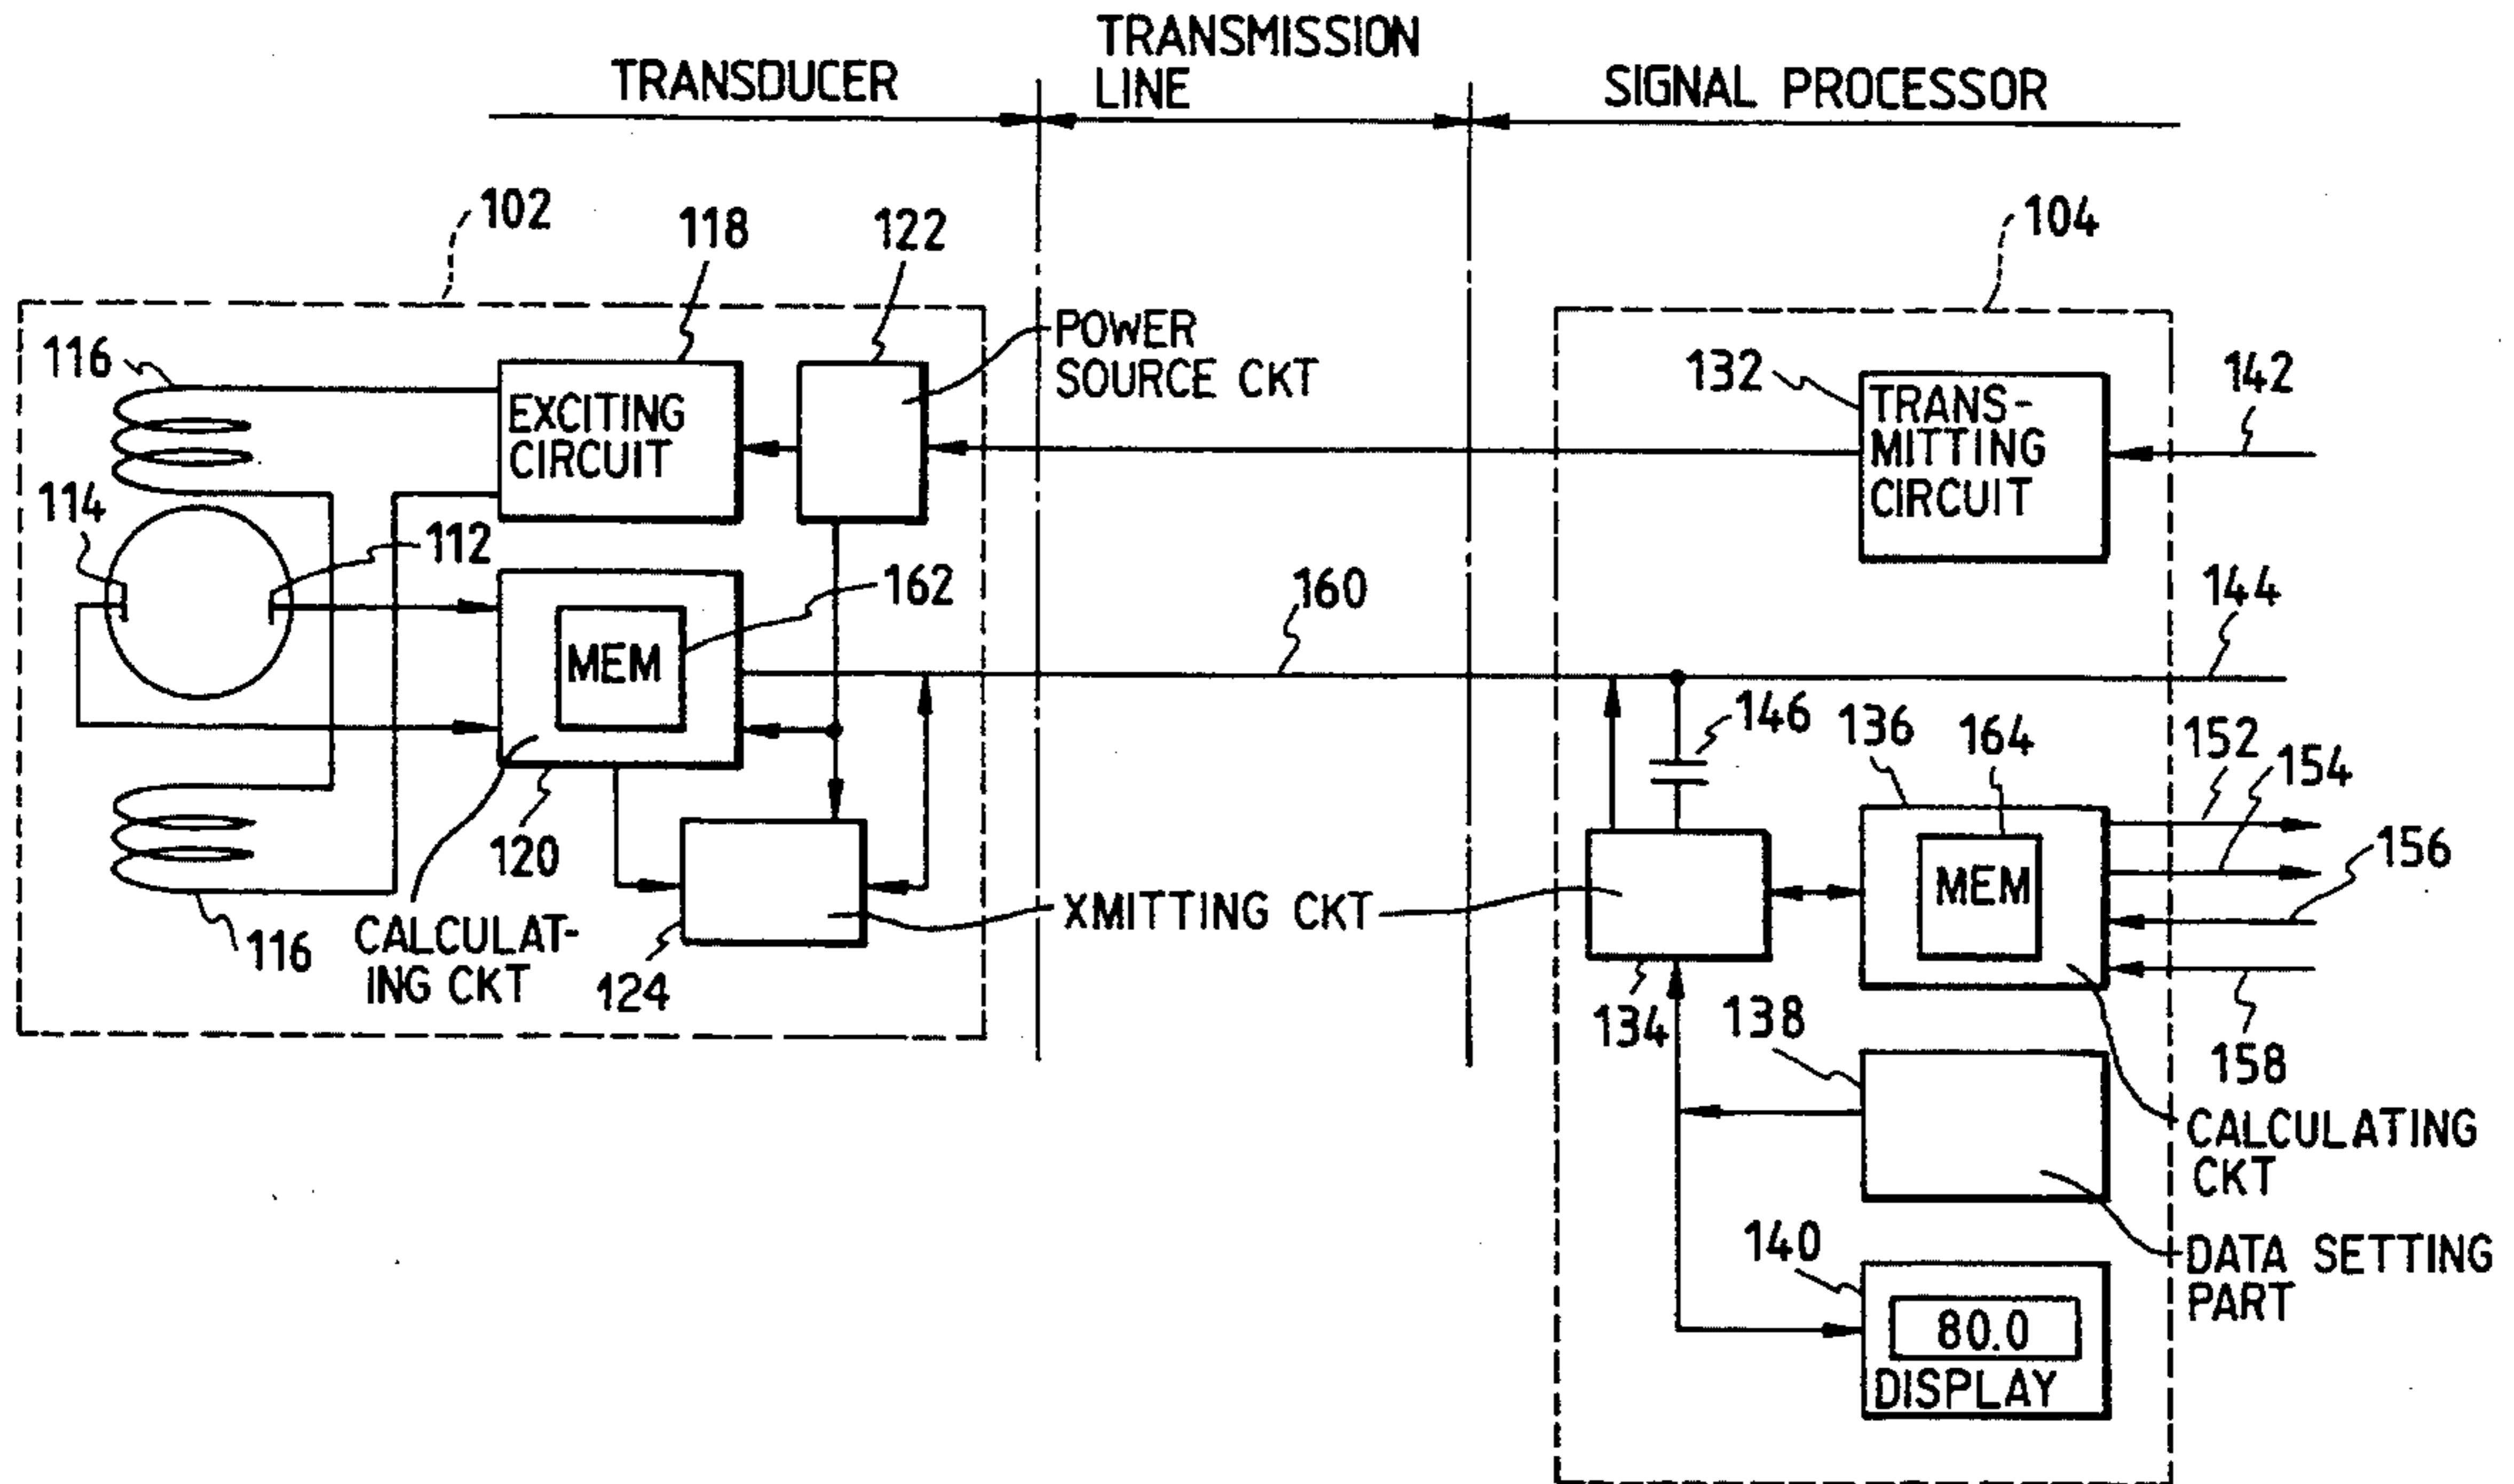 TRANSMISSION
LINE
TRANSDUCER
SIGNAL PROCESSOR
102
118
122
104
116
POWER
SOURCE CKT
132
142
EXCITING
CIRCUIT
TRANS-
MITTING
CIRCUIT
114
112
162
160
144
MEM
146
136
164
152
154
120
156
MEM
CALCULAT-
ING CKT
116
124
XMITTING CKT
134
138
158
CALCULATING
CKT
140
DATA SETTING
PART
80.0
DISPLAY